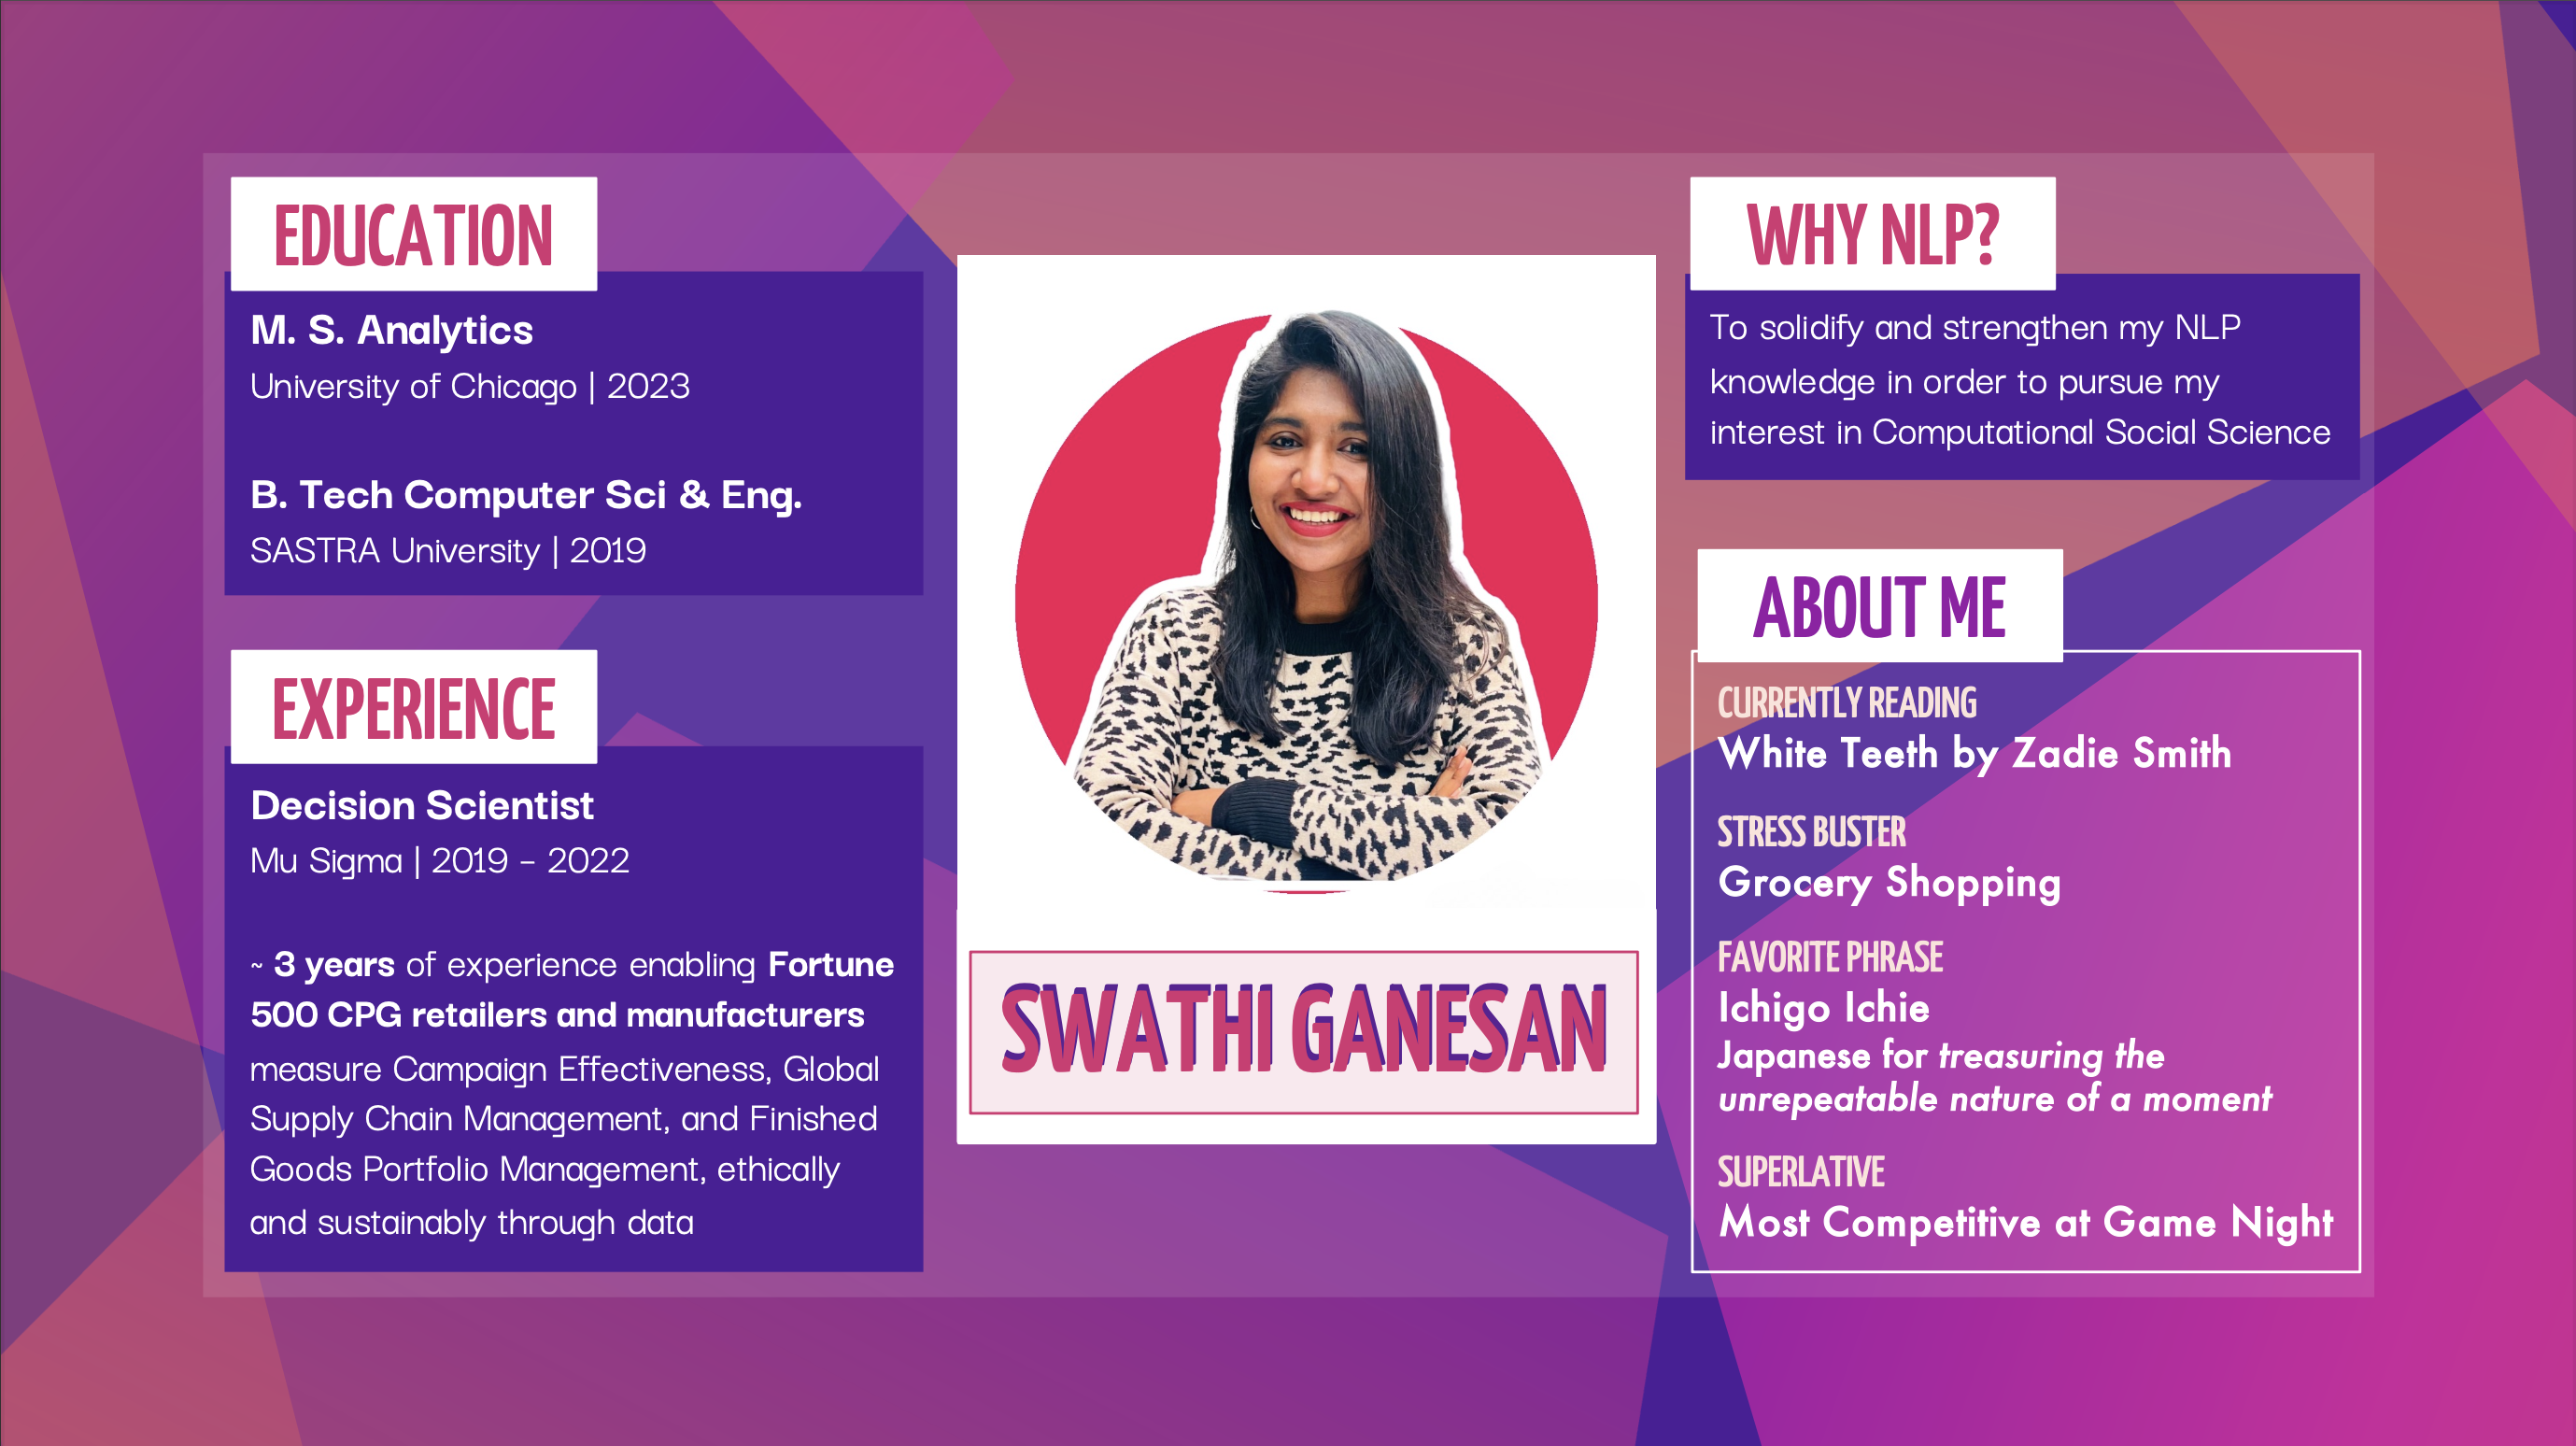 EDUCATION
M. S. Analytics
University of Chicago | 2023
B. Tech Computer Sci & Eng.
SASTRA University | 2019
EXPERIENCE
Decision Scientist
Mu Sigma | 2019 – 2022
~ 3 years of experience enabling Fortune
500 CPG retailers and manufacturers
measure Campaign Effectiveness, Global
Supply Chain Management, and Finished
Goods Portfolio Management, ethically
and sustainably through data
SWATHI GANESAN
WHY NLP?
To solidify and strengthen my NLP
knowledge in order to pursue my
interest in Computational Social Science
ABOUT ME
CURRENTLY READING
White Teeth by Zadie Smith
STRESS BUSTER
Grocery Shopping
FAVORITE PHRASE
Ichigo Ichie
Japanese for treasuring the
unrepeatable nature of a moment
SUPERLATIVE
Most Competitive at Game Night